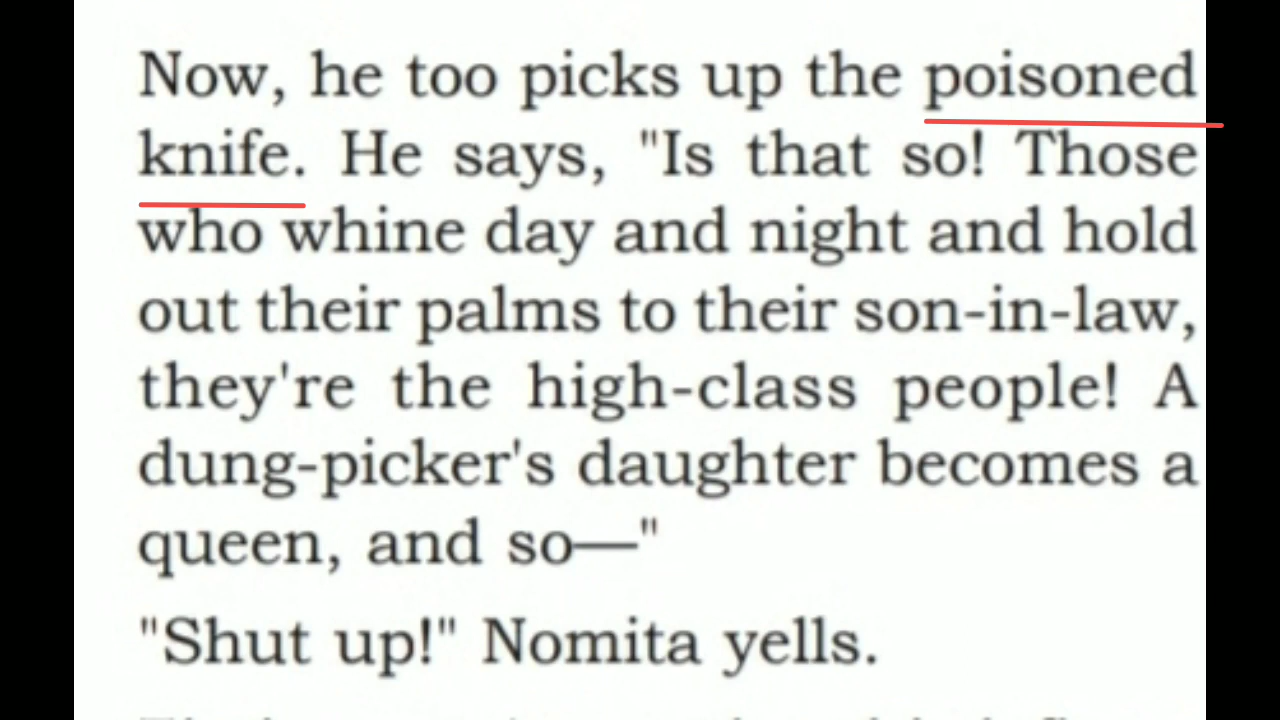 Now, he too picks up the poisoned
knife. He says, "Is that so! Those
who whine day and night and hold
out their palms to their son-in-law,
they're the high-class people! A
dung-picker's daughter becomes a
queen, and so—"
"Shut up!" Nomita yells.